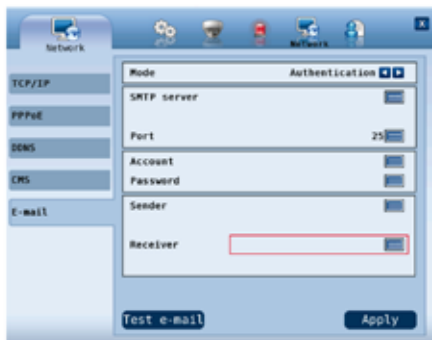 Network
Network
x
TCP/IP
PPPoE
DDNS
CMS
E-mail
Mode Authentication
SMTP server
Port 25
Account
Password
Sender
Receiver
Test e-mail
Apply